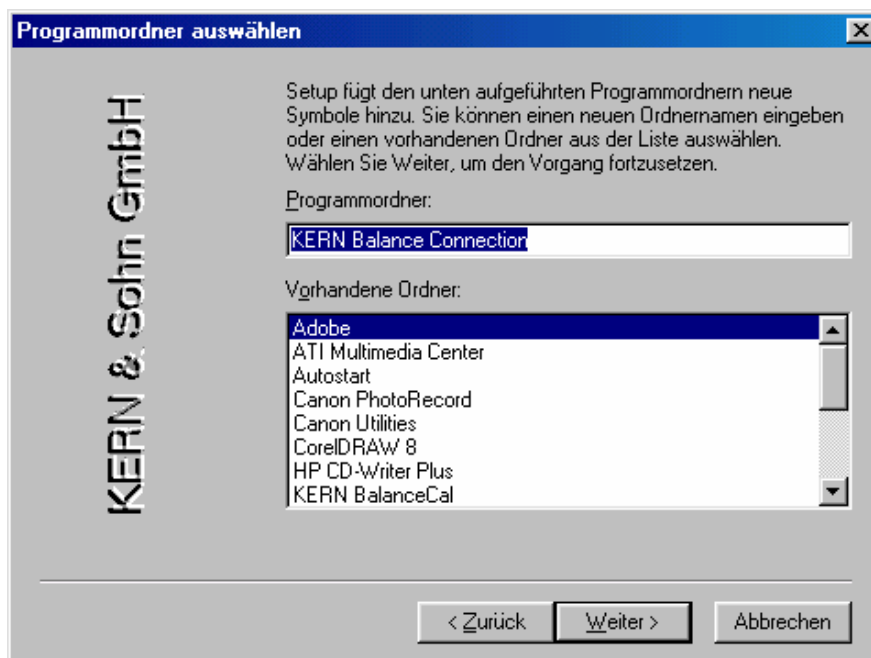 Programmordner auswählen
KERN & Sohn GmbH
Setup fügt den unten aufgeführten Programmordnern neue
Symbole hinzu. Sie können einen neuen Ordnernamen eingeben
oder einen vorhandenen Ordner aus der Liste auswählen.
Wählen Sie Weiter, um den Vorgang fortzusetzen.
Programmordner:
KERN Balance Connection
Vorhandene Ordner:
Adobe
ATI Multimedia Center
Autostart
Canon PhotoRecord
Canon Utilities
CorelDRAW 8
HP CD-Writer Plus
KERN BalanceCal
< Zurück
Weiter >
Abbrechen